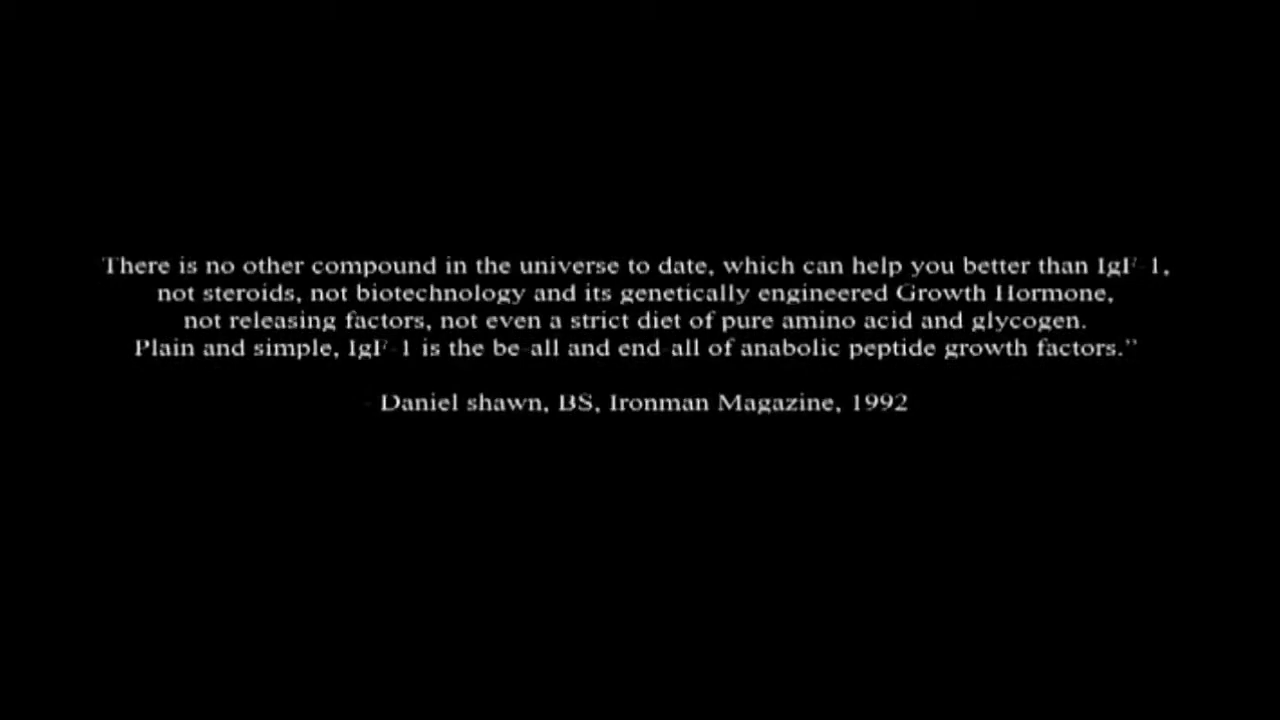 There is no other compound in the universe to date, which can help you better than IgF-1,
not steroids, not biotechnology and its genetically engineered Growth Hormone,
not releasing factors, not even a strict diet of pure amino acid and glycogen.
Plain and simple, IgF-1 is the be-all and end-all of anabolic peptide growth factors.”
- Daniel shawn, BS, Ironman Magazine, 1992